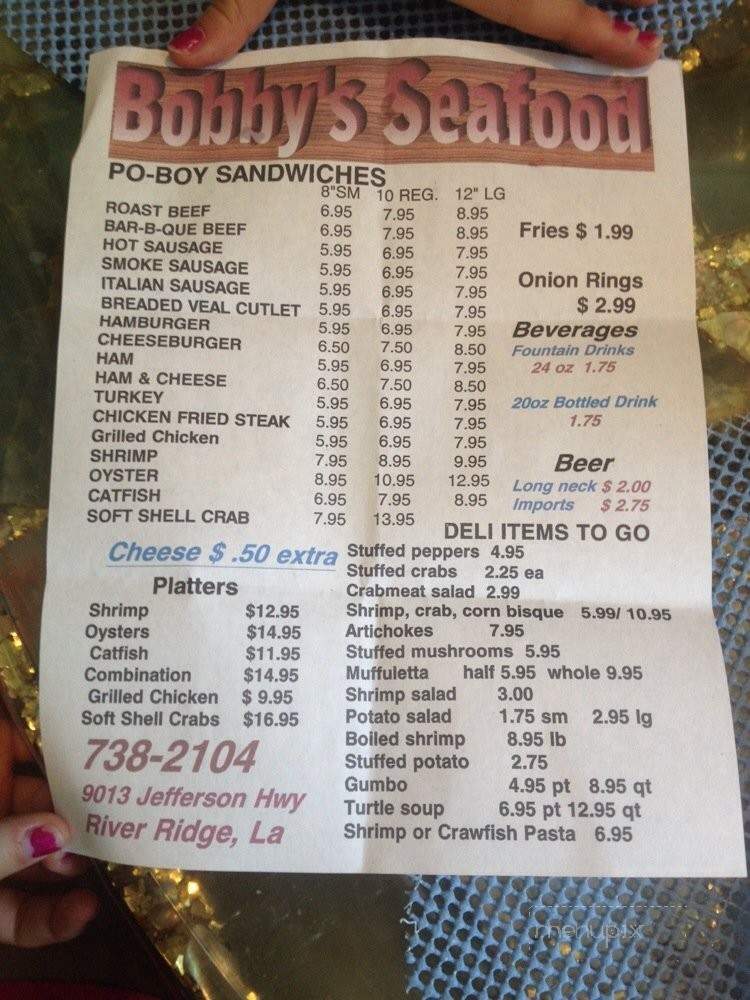 Bobby's Seafood
PO-BOY SANDWICHES
8"SM 10 REG. 12" LG
ROAST BEEF 6.95 7.95 8.95
BAR-B-QUE BEEF 6.95 7.95 8.95
HOT SAUSAGE 5.95 6.95 7.95
SMOKE SAUSAGE 5.95 6.95 7.95
ITALIAN SAUSAGE 5.95 6.95 7.95
BREADED VEAL CUTLET 5.95 6.95 7.95
HAMBURGER 5.95 6.95 7.95
CHEESEBURGER 6.50 7.50 8.50
HAM 5.95 6.95 7.95
HAM & CHEESE 6.50 7.50 8.50
TURKEY 5.95 6.95 7.95
CHICKEN FRIED STEAK 5.95 6.95 7.95
Grilled Chicken 5.95 6.95 7.95
SHRIMP 7.95 8.95 9.95
OYSTER 8.95 10.95 12.95
CATFISH 6.95 7.95 8.95
SOFT SHELL CRAB 7.95 13.95
Fries $ 1.99
Onion Rings
$ 2.99
Beverages
Fountain Drinks
24 oz 1.75
20oz Bottled Drink
1.75
Beer
Long neck $ 2.00
Imports $ 2.75
Cheese $ .50 extra
Platters
Shrimp $12.95
Oysters $14.95
Catfish $11.95
Combination $14.95
Grilled Chicken $ 9.95
Soft Shell Crabs $16.95
738-2104
9013 Jefferson Hwy
River Ridge, La
DELI ITEMS TO GO
Stuffed peppers 4.95
Stuffed crabs 2.25 ea
Crabmeat salad 2.99
Shrimp, crab, corn bisque 5.99/ 10.95
Artichokes 7.95
Stuffed mushrooms 5.95
Muffuletta half 5.95 whole 9.95
Shrimp salad 3.00
Potato salad 1.75 sm 2.95 lg
Boiled shrimp 8.95 lb
Stuffed potato 2.75
Gumbo 4.95 pt 8.95 qt
Turtle soup 6.95 pt 12.95 qt
Shrimp or Crawfish Pasta 6.95
menupix